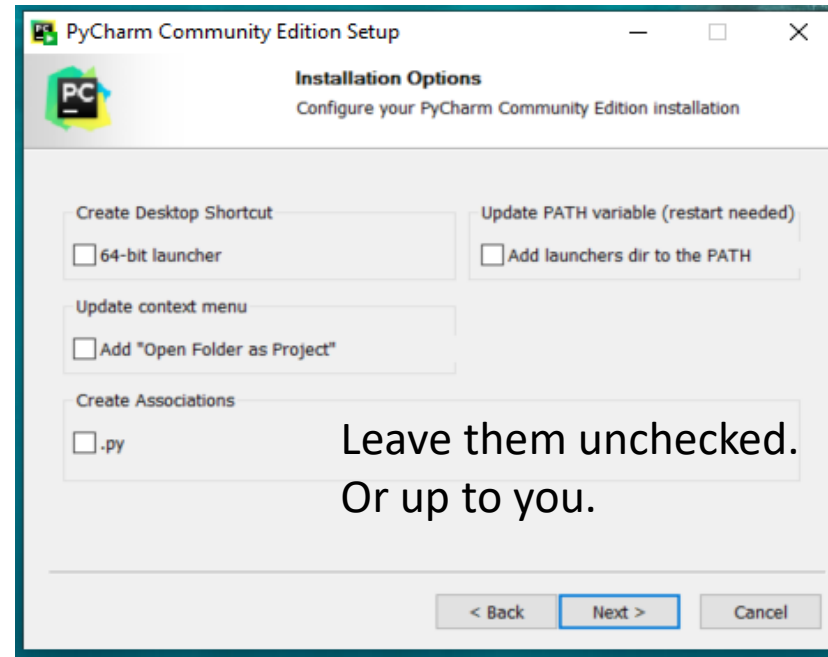 PyCharm Community Edition Setup
PC
Installation Options
Configure your PyCharm Community Edition installation
Create Desktop Shortcut
64-bit launcher
Update PATH variable (restart needed)
Add launchers dir to the PATH
Update context menu
Add "Open Folder as Project"
Create Associations
.py
Leave them unchecked.
Or up to you.
< Back
Next >
Cancel